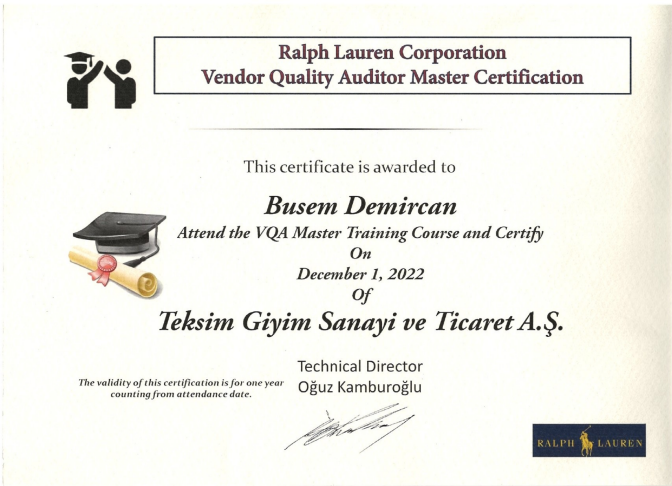 Ralph Lauren Corporation
Vendor Quality Auditor Master Certification
This certificate is awarded to
Busem Demircan
Attend the VQA Master Training Course and Certify
On
December 1, 2022
Of
Teksim Giyim Sanayi ve Ticaret A.Ş.
Technical Director
Oğuz Kamburoğlu
The validity of this certification is for one year
counting from attendance date.
RALPH LAUREN